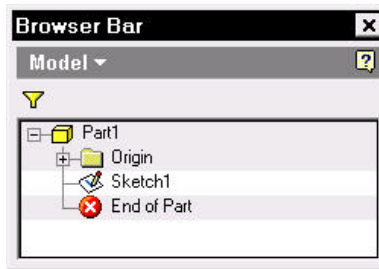 Browser Bar
Model
Part1
Origin
Sketch1
End of Part